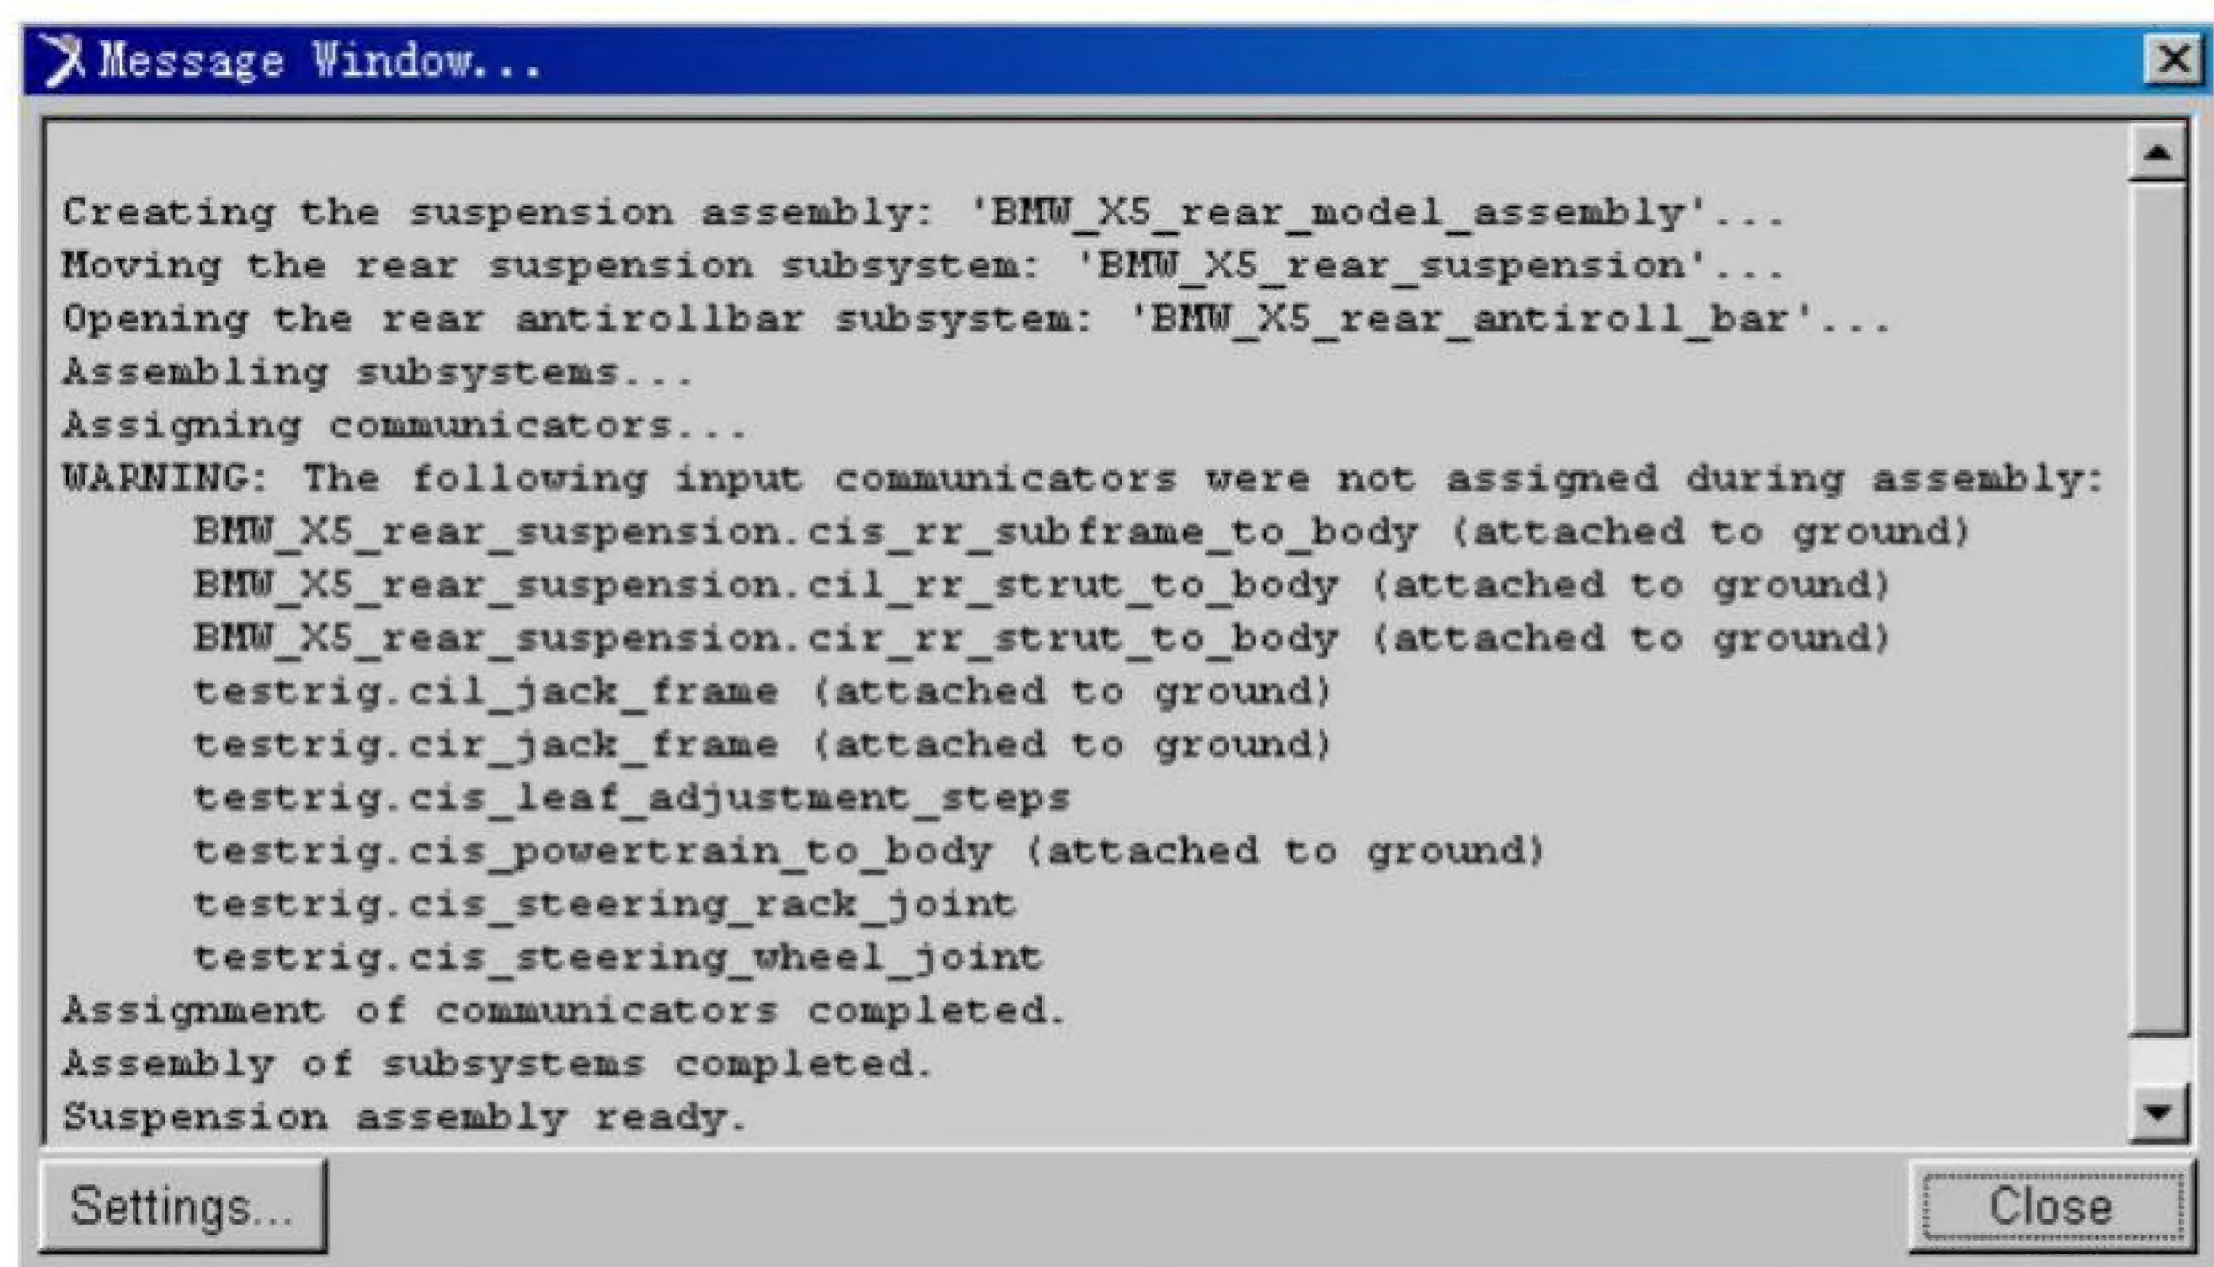 Message Window...
Creating the suspension assembly: 'BMW_X5_rear_model_assembly'...
Moving the rear suspension subsystem: 'BMW_X5_rear_suspension'...
Opening the rear antirollbar subsystem: 'BMW_X5_rear_antiroll_bar'...
Assembling subsystems...
Assigning communicators...
WARNING: The following input communicators were not assigned during assembly:
BMW_X5_rear_suspension.cis_rr_subframe_to_body (attached to ground)
BMW_X5_rear_suspension.cil_rr_strut_to_body (attached to ground)
BMW_X5_rear_suspension.cir_rr_strut_to_body (attached to ground)
testrig.cil_jack_frame (attached to ground)
testrig.cir_jack_frame (attached to ground)
testrig.cis_leaf_adjustment_steps
testrig.cis_powertrain_to_body (attached to ground)
testrig.cis_steering_rack_joint
testrig.cis_steering_wheel_joint
Assignment of communicators completed.
Assembly of subsystems completed.
Suspension assembly ready.
Settings... Close